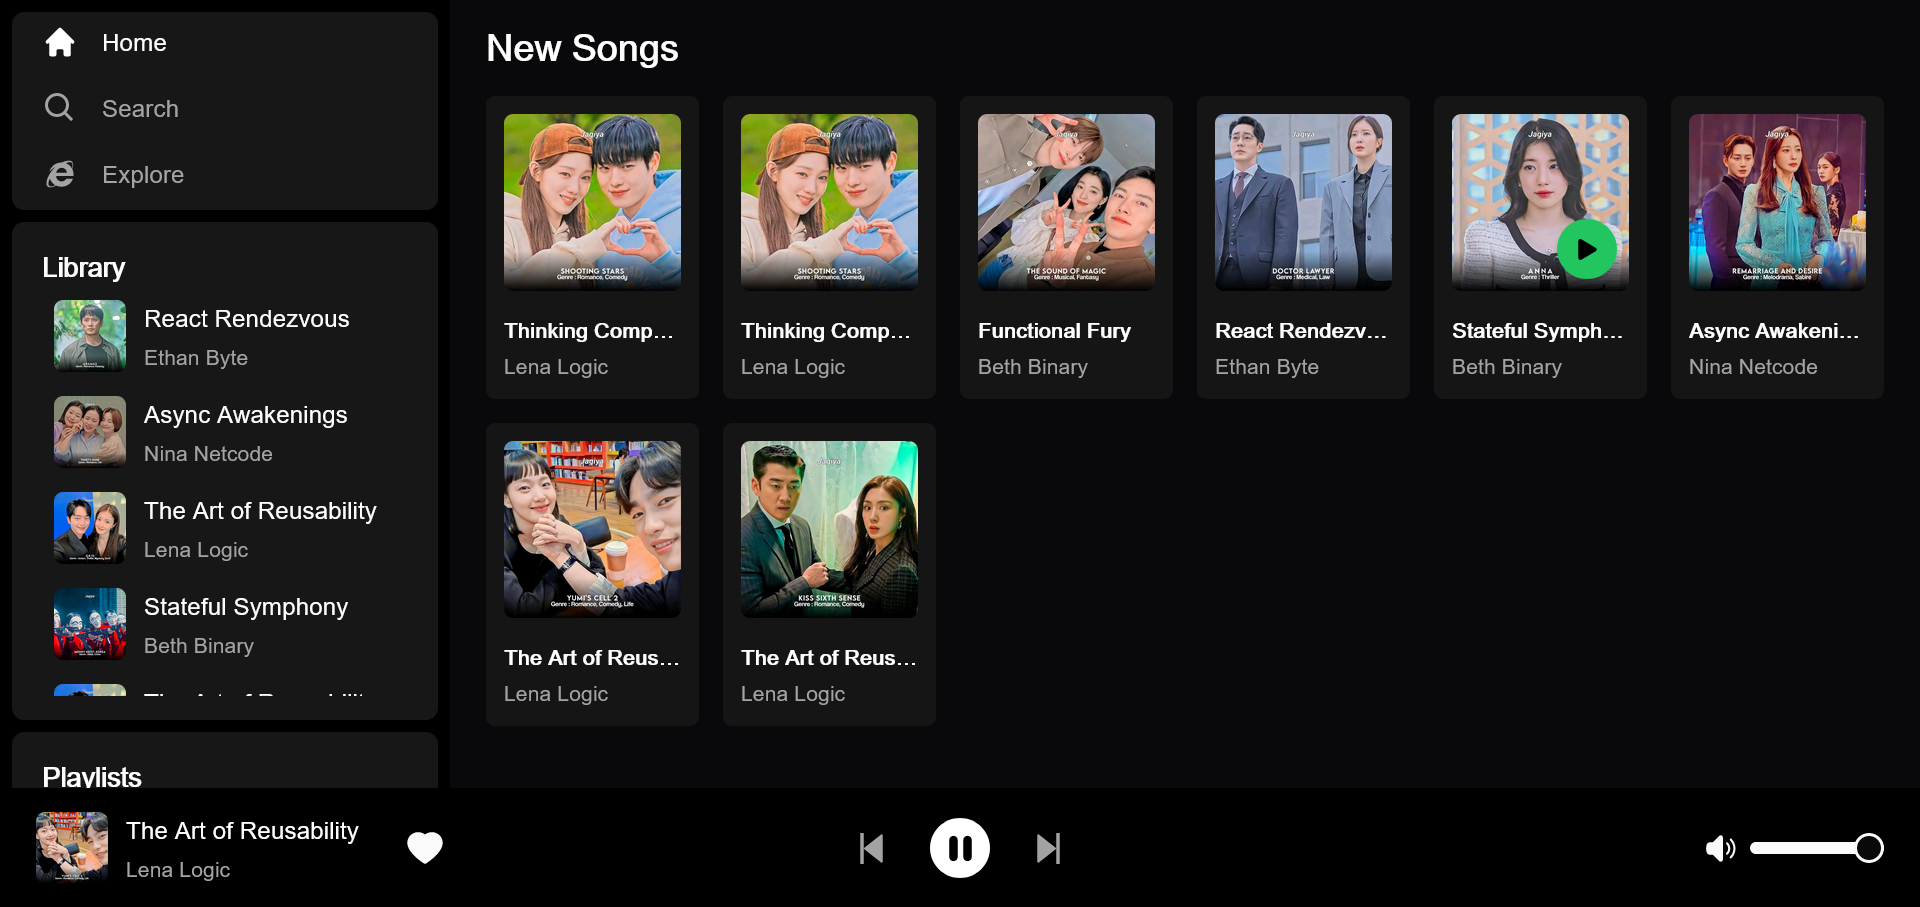 Home
Search
Explore
Library
React Rendezvous
Ethan Byte
Async Awakenings
Nina Netcode
The Art of Reusability
Lena Logic
Stateful Symphony
Beth Binary
The Art of Reusability
Playlists
New Songs
Jagiya
SHOOTING STARS
Genre : Romance, Comedy
Thinking Comp...
Lena Logic
Jagiya
SHOOTING STARS
Genre : Romance, Comedy
Thinking Comp...
Lena Logic
Jagiya
THE SOUND OF MAGIC
Genre : Musical, Fantasy
Functional Fury
Beth Binary
Jagiya
DOCTOR LAWYER
Genre : Medical, Law
React Rendezv...
Ethan Byte
Jagiya
ANNA
Genre : Thriller
Stateful Symph...
Beth Binary
Jagiya
REMARRIAGE AND DESIRE
Genre : Melodrama, Satire
Async Awakeni...
Nina Netcode
Jagiya
YUMI'S CELL 2
Genre : Romance, Comedy, Life
The Art of Reus...
Lena Logic
Jagiya
KISS SIXTH SENSE
Genre : Romance, Comedy
The Art of Reus...
Lena Logic
The Art of Reusability
Lena Logic